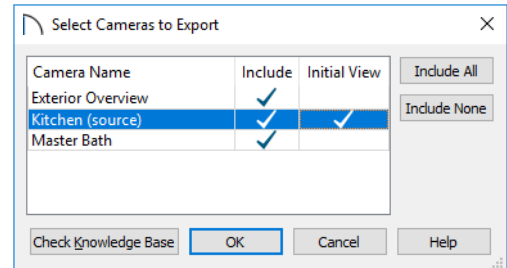 Select Cameras to Export
Camera Name Include Initial View
Exterior Overview
Kitchen (source)
Master Bath
Include All
Include None
Check Knowledge Base OK Cancel Help